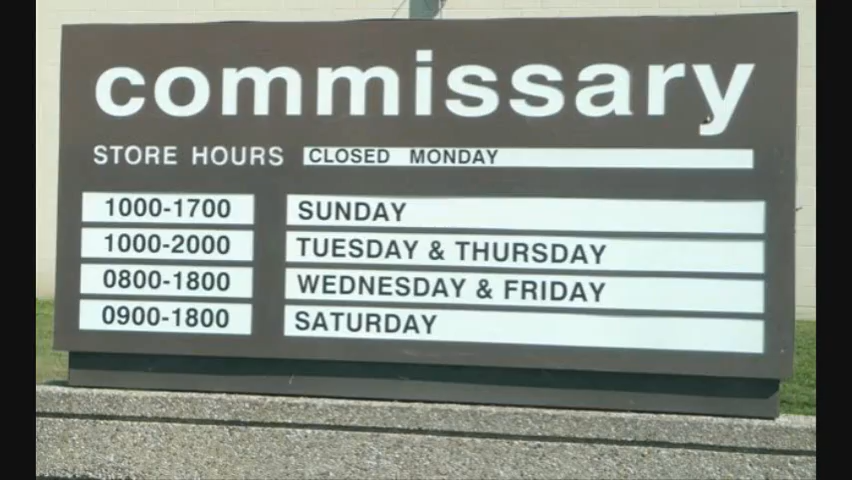 commissary
STORE HOURS CLOSED MONDAY
1000-1700 SUNDAY
1000-2000 TUESDAY & THURSDAY
0800-1800 WEDNESDAY & FRIDAY
0900-1800 SATURDAY